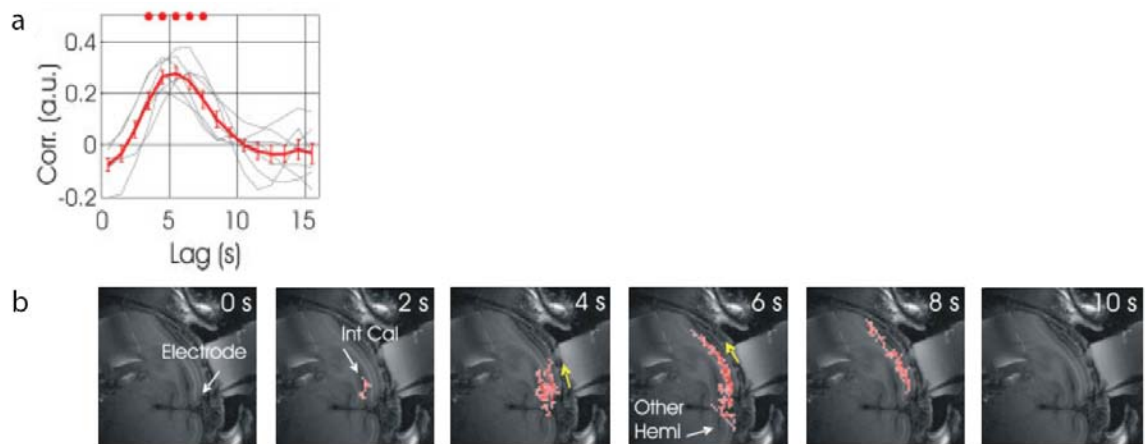 a
0.4
0.2
0
-0.2
Corr. (a.u.)
0 5 10 15
Lag (s)
b
0 s
Electrode
2 s
Int Cal
4 s
6 s
Other
Hemi
8 s
10 s